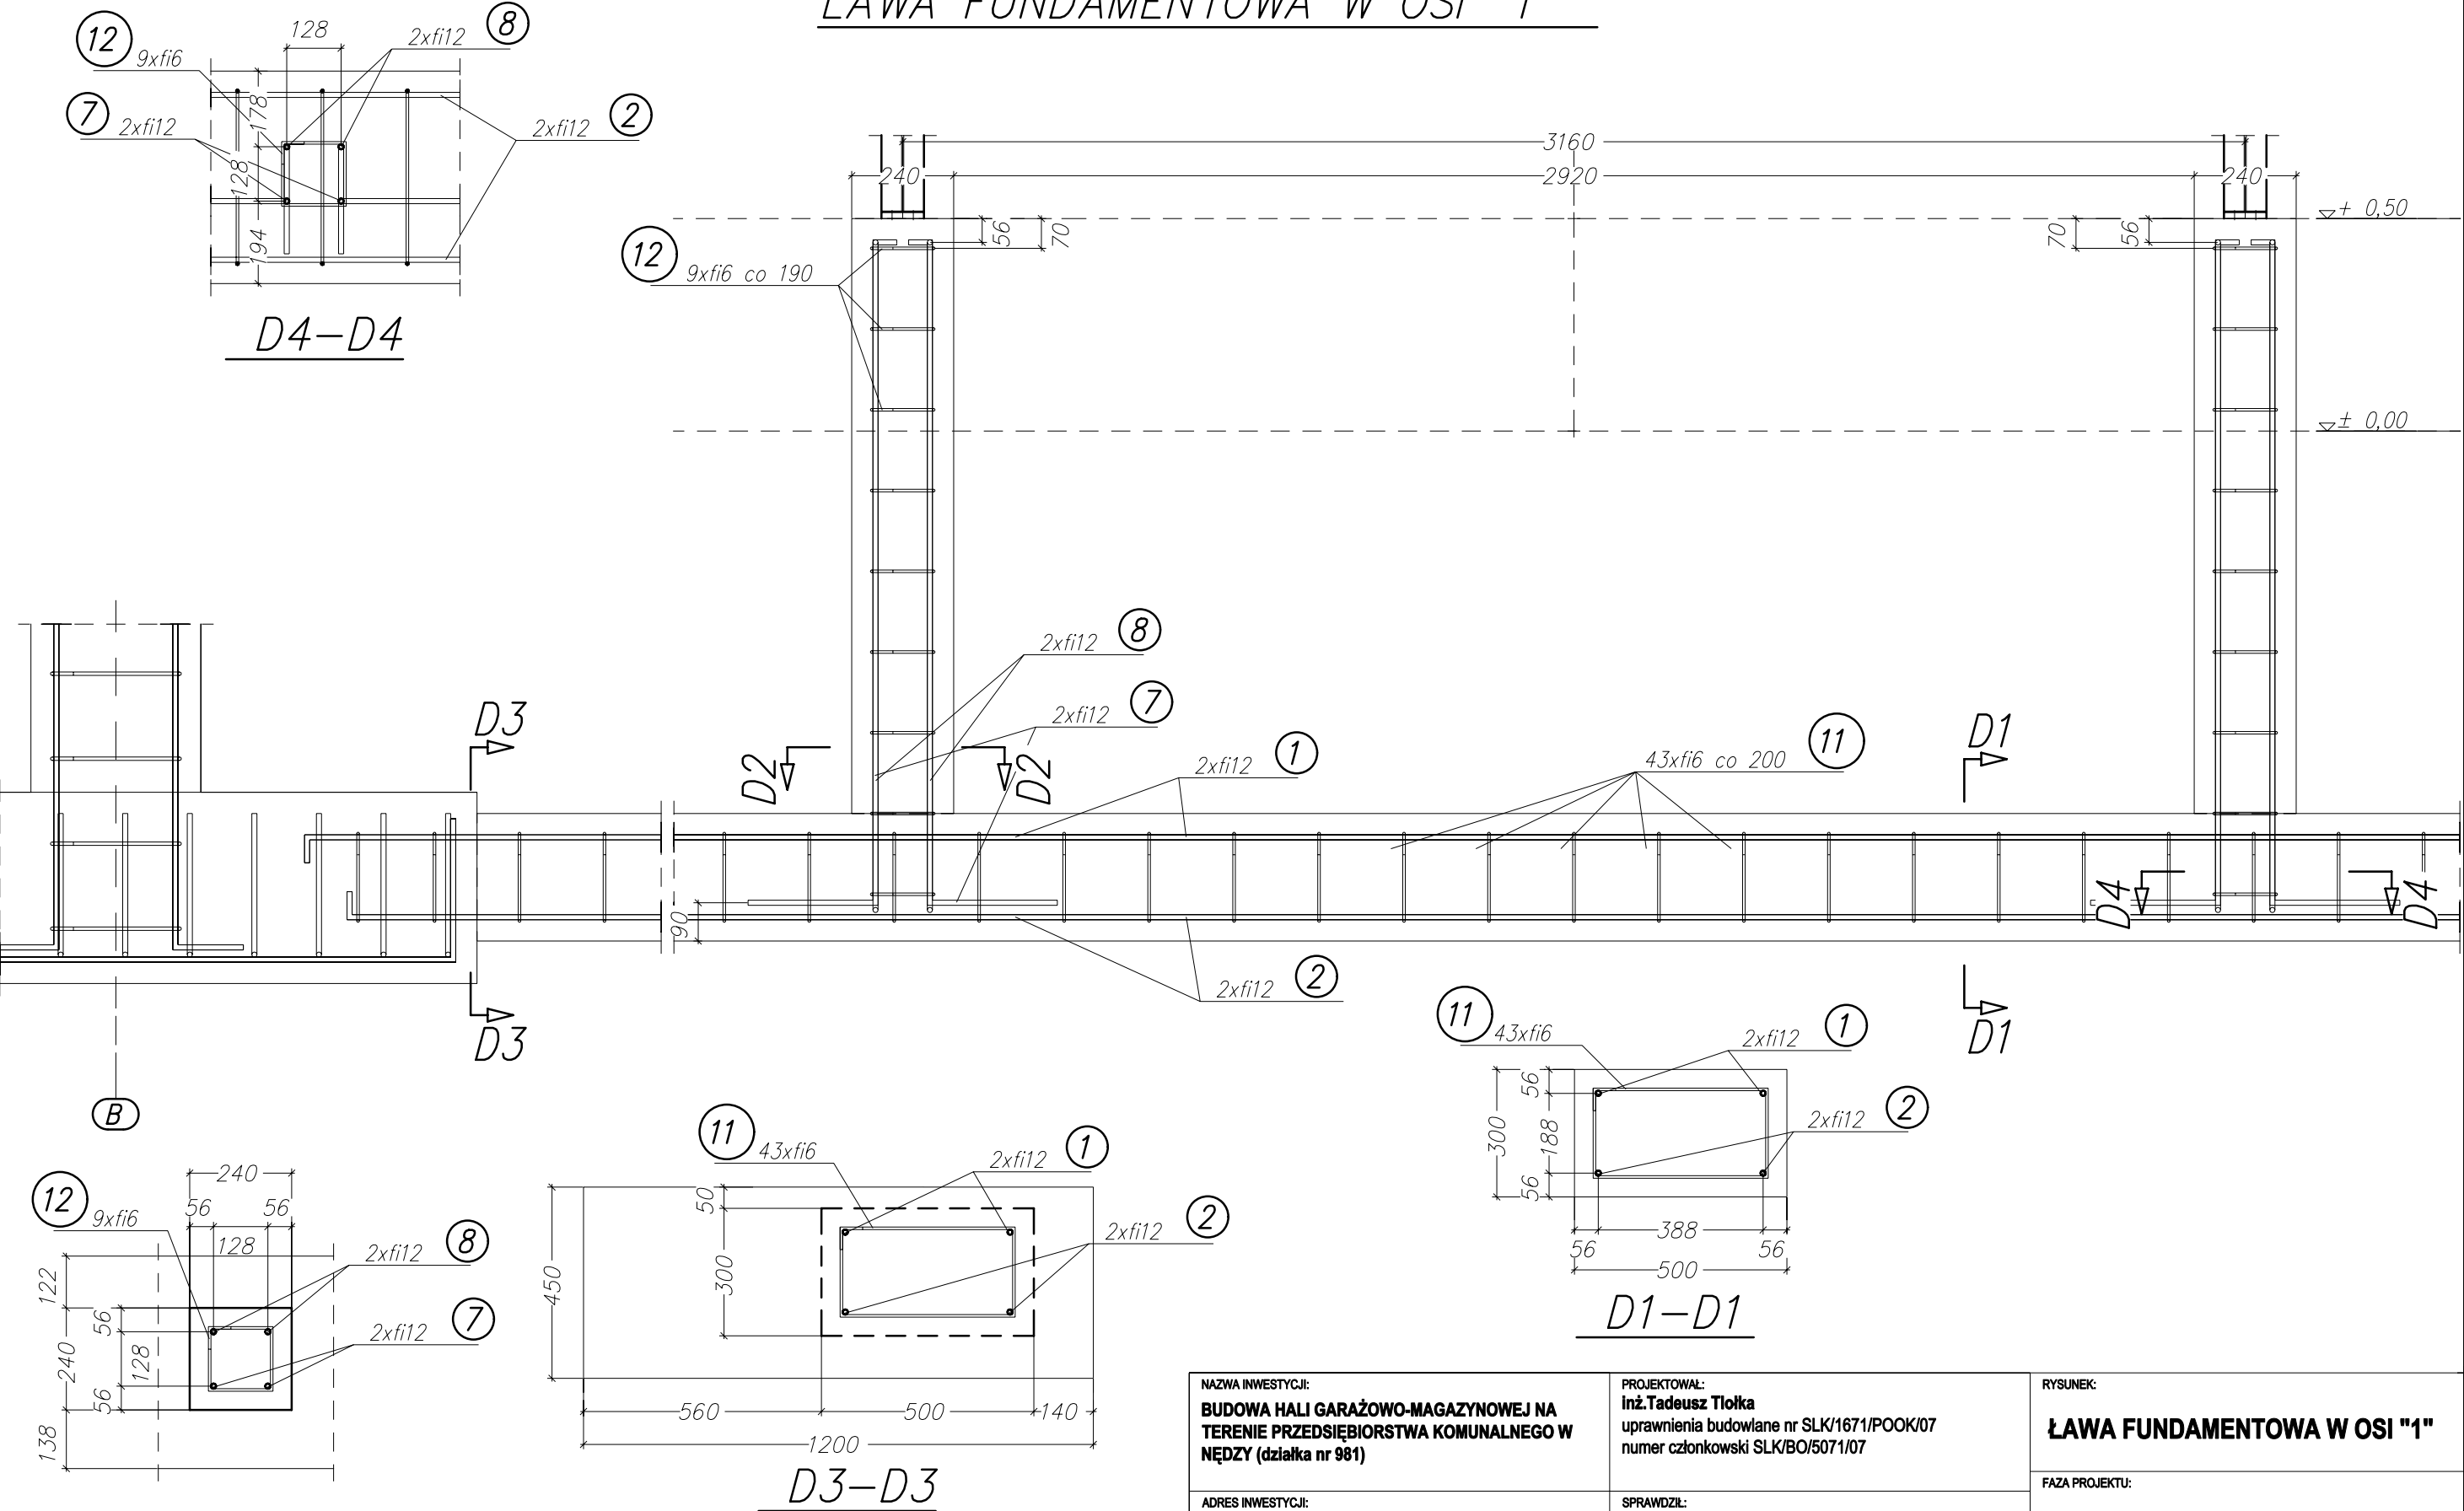 ŁAWA FUNDAMENTOWA W OSI "1"
12
9xfi6
128
2xfi12
8
7
2xfi12
178
128
194
2xfi12
2
D4-D4
3160
240
2920
240
56
70
70
56
+ 0,50
± 0,00
12
9xfi6 co 190
2xfi12
8
2xfi12
7
D3
D2
D2
2xfi12
1
43xfi6 co 200
11
D1
90
D4
D4
2xfi12
2
D3
D1
B
11
43xfi6
2xfi12
1
2xfi12
2
300
56
188
56
56
388
56
500
D1-D1
12
9xfi6
240
56
56
128
2xfi12
8
2xfi12
7
122
240
138
56
128
56
11
43xfi6
2xfi12
1
2xfi12
2
50
300
450
560
500
140
1200
D3-D3
NAZWA INWESTYCJI:
BUDOWA HALI GARAŻOWO-MAGAZYNOWEJ NA
TERENIE PRZEDSIĘBIORSTWA KOMUNALNEGO W
NĘDZY (działka nr 981)
ADRES INWESTYCJI:
PROJEKTOWAŁ:
inż.Tadeusz Tlołka
uprawnienia budowlane nr SLK/1671/POOK/07
numer członkowski SLK/BO/5071/07
SPRAWDZIŁ:
RYSUNEK:
ŁAWA FUNDAMENTOWA W OSI "1"
FAZA PROJEKTU: